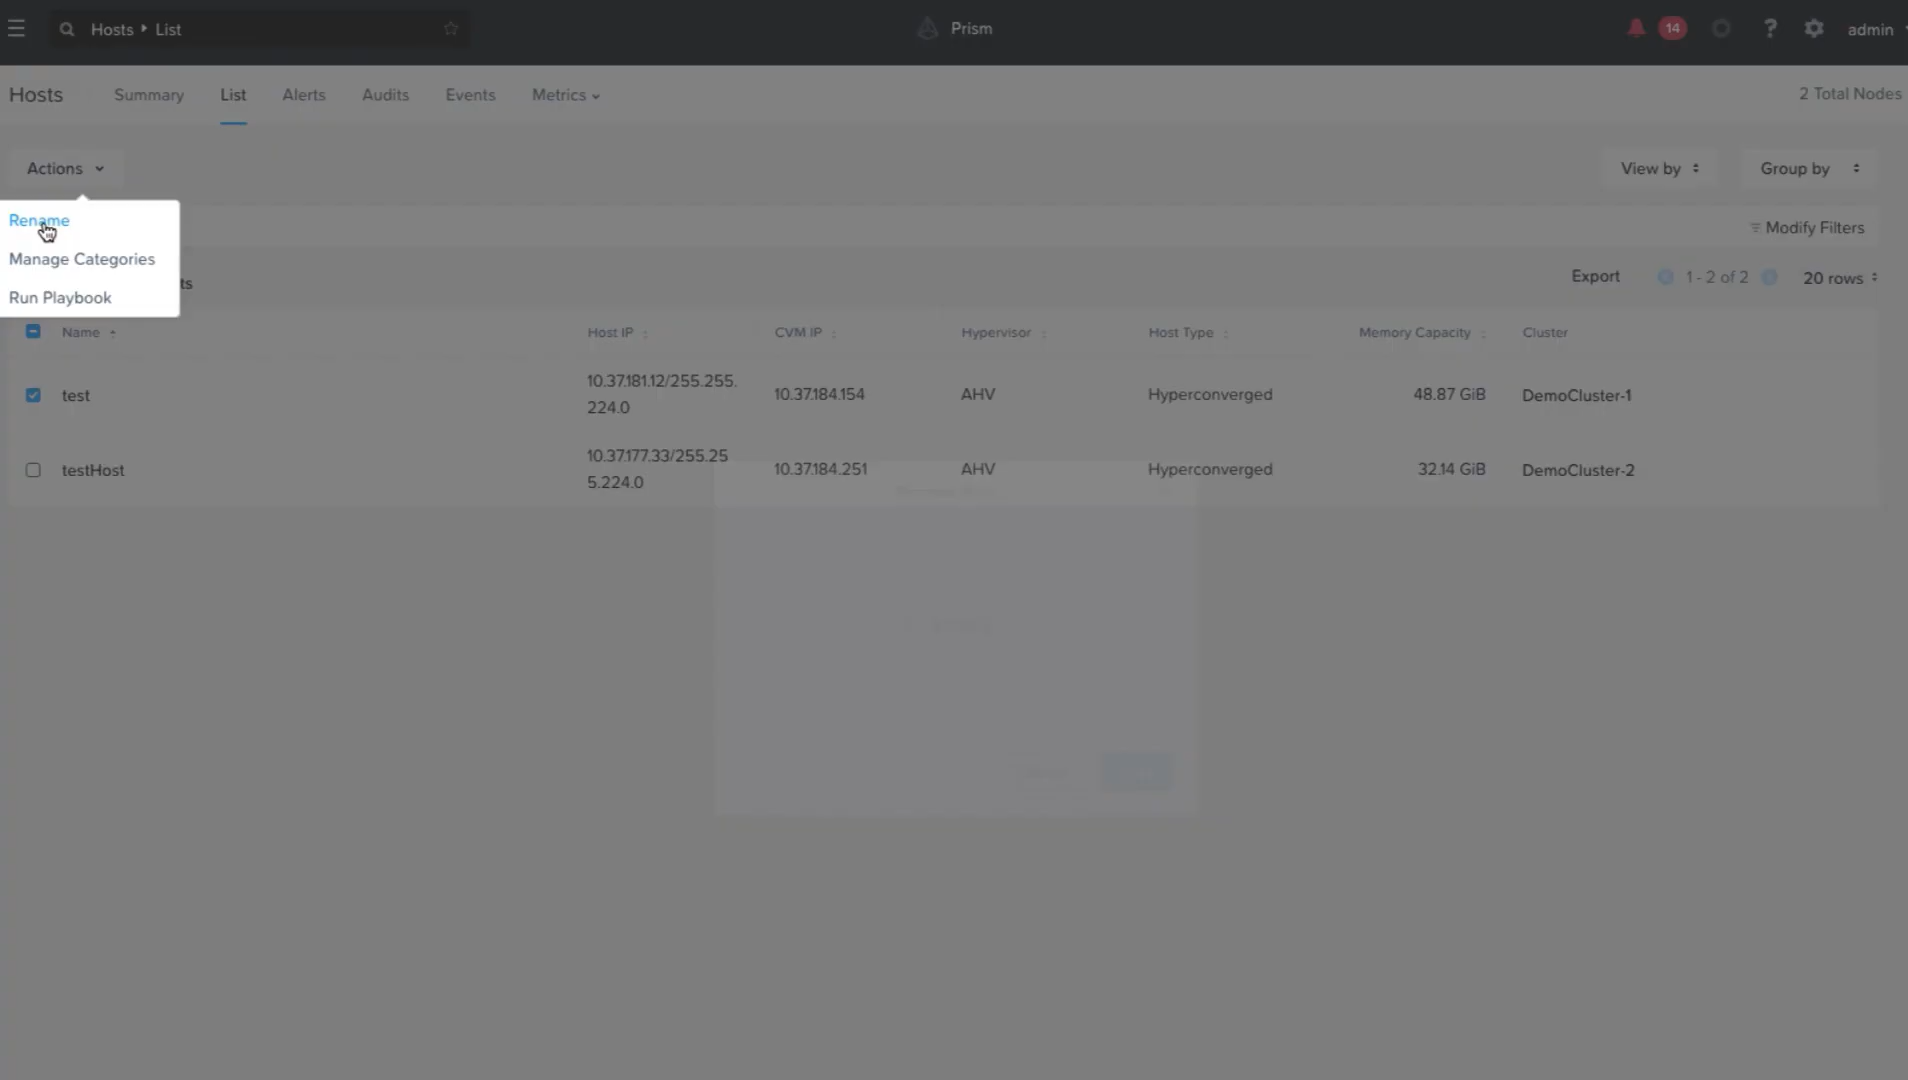 Hosts ▸ List
Prism
14
?
admin
Hosts
Summary
List
Alerts
Audits
Events
Metrics
2 Total Nodes
Actions
View by
Group by
Rename
Manage Categories
Run Playbook
Modify Filters
ts
Export
1 - 2 of 2
20 rows
Name
Host IP
CVM IP
Hypervisor
Host Type
Memory Capacity
Cluster
test
10.37.181.12/255.255.
224.0
10.37.184.154
AHV
Hyperconverged
48.87 GiB
DemoCluster-1
testHost
10.37.177.33/255.25
5.224.0
10.37.184.251
AHV
Hyperconverged
32.14 GiB
DemoCluster-2